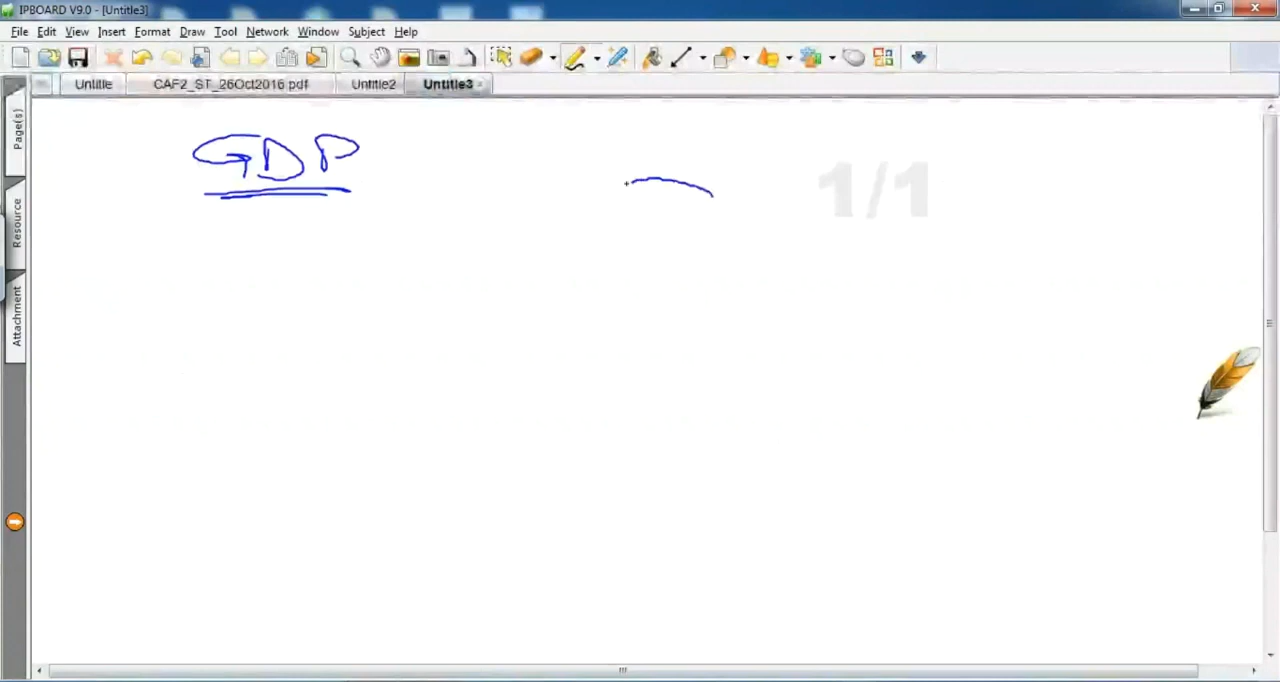 IPBOARD V9.0 - [Untitle3]
File Edit View Insert Format Draw Tool Network Window Subject Help
Untitle CAF2_ST_26Oct2016 pdf Untitle2 Untitle3
Page(s)
Resource
Attachment
GDP
1/1